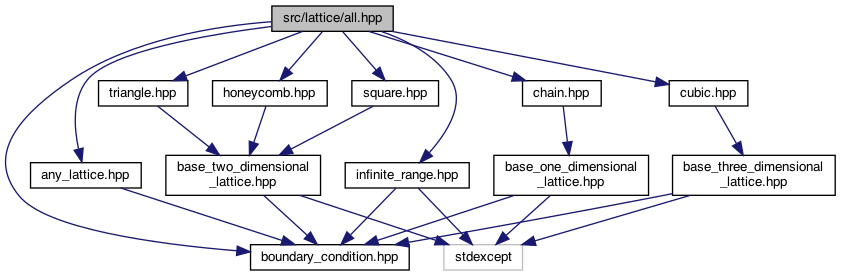 src/lattice/all.hpp
triangle.hpp
honeycomb.hpp
square.hpp
chain.hpp
cubic.hpp
any_lattice.hpp
base_two_dimensional
_lattice.hpp
infinite_range.hpp
base_one_dimensional
_lattice.hpp
base_three_dimensional
_lattice.hpp
boundary_condition.hpp
stdexcept